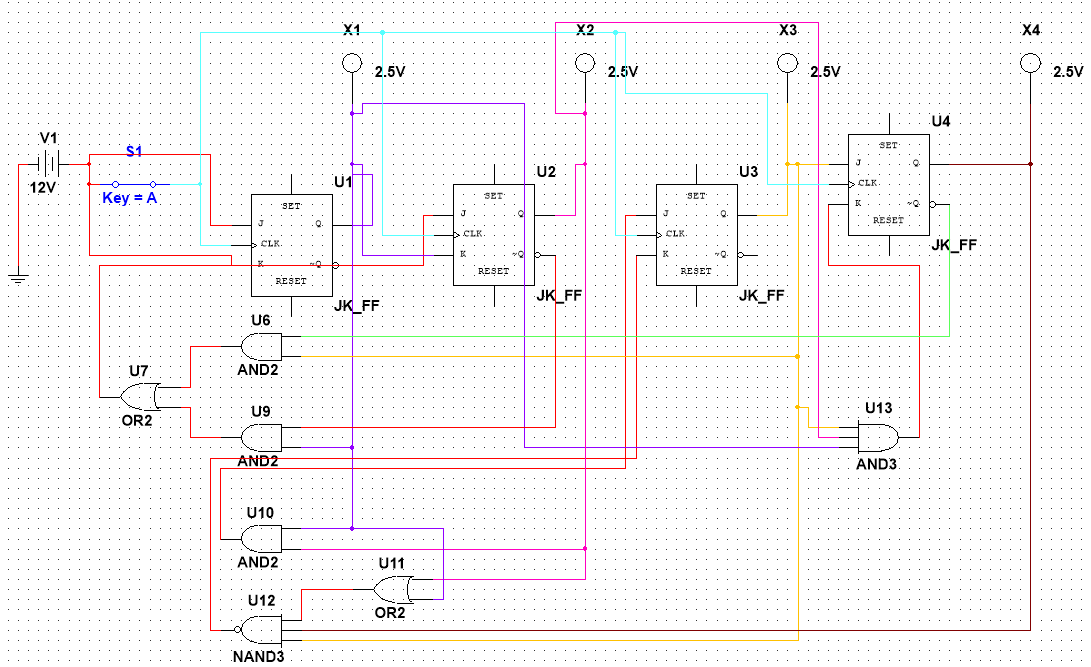 X1
X2
X3
X4
2.5V
2.5V
2.5V
2.5V
V1
12V
S1
Key = A
U1
SET
J
Q
CLK
K
~Q
RESET
JK_FF
U2
SET
J
Q
CLK
K
~Q
RESET
JK_FF
U3
SET
J
Q
CLK
K
~Q
RESET
JK_FF
U4
SET
J
Q
CLK
K
~Q
RESET
JK_FF
U6
AND2
U7
OR2
U9
AND2
U13
AND3
U10
AND2
U11
OR2
U12
NAND3